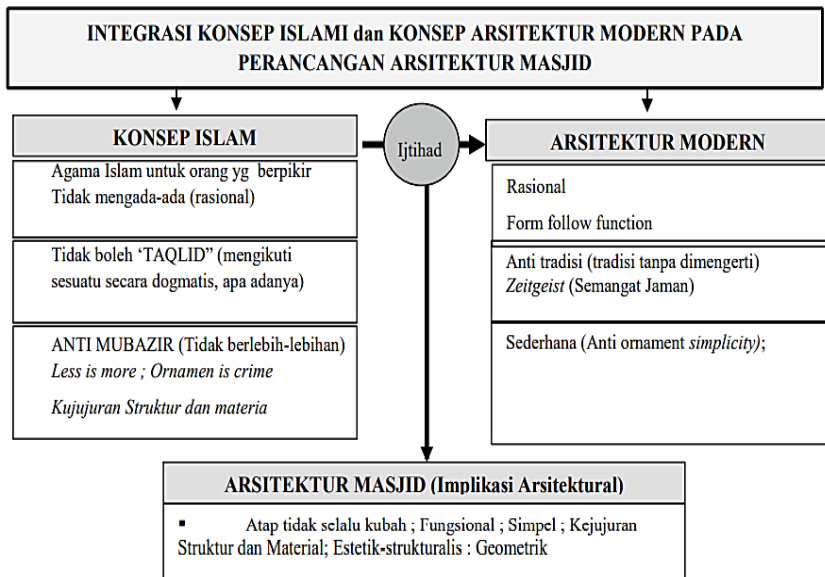 INTEGRASI KONSEP ISLAMI dan KONSEP ARSITEKTUR MODERN PADA
PERANCANGAN ARSITEKTUR MASJID
KONSEP ISLAM
Agama Islam untuk orang yg berpikir
Tidak mengada-ada (rasional)
Tidak boleh ‘TAQLID” (mengikuti
sesuatu secara dogmatis, apa adanya)
ANTI MUBAZIR (Tidak berlebih-lebihan)
Less is more ; Ornamen is crime
Kujujuran Struktur dan materia
Ijtihad
ARSITEKTUR MODERN
Rasional
Form follow function
Anti tradisi (tradisi tanpa dimengerti)
Zeitgeist (Semangat Jaman)
Sederhana (Anti ornament simplicity);
ARSITEKTUR MASJID (Implikasi Arsitektural)
▪ Atap tidak selalu kubah ; Fungsional ; Simpel ; Kejujuran
Struktur dan Material; Estetik-strukturalis : Geometrik